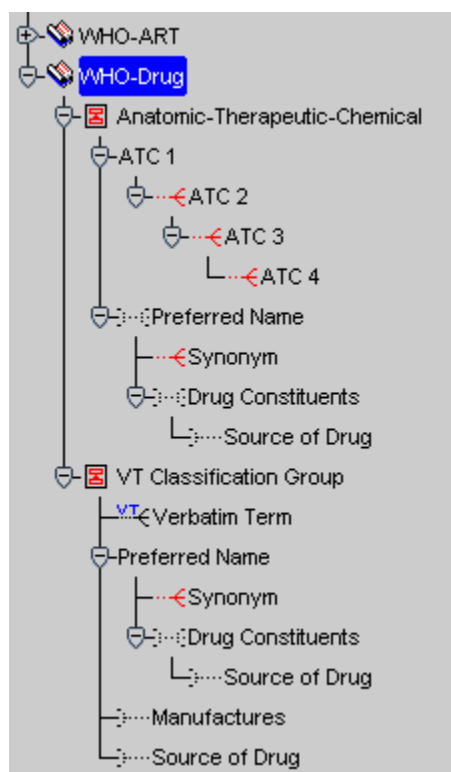 WHO-ART
WHO-Drug
Anatomic-Therapeutic-Chemical
ATC 1
ATC 2
ATC 3
ATC 4
Preferred Name
Synonym
Drug Constituents
Source of Drug
VT Classification Group
VT Verbatim Term
Preferred Name
Synonym
Drug Constituents
Source of Drug
Manufactures
Source of Drug